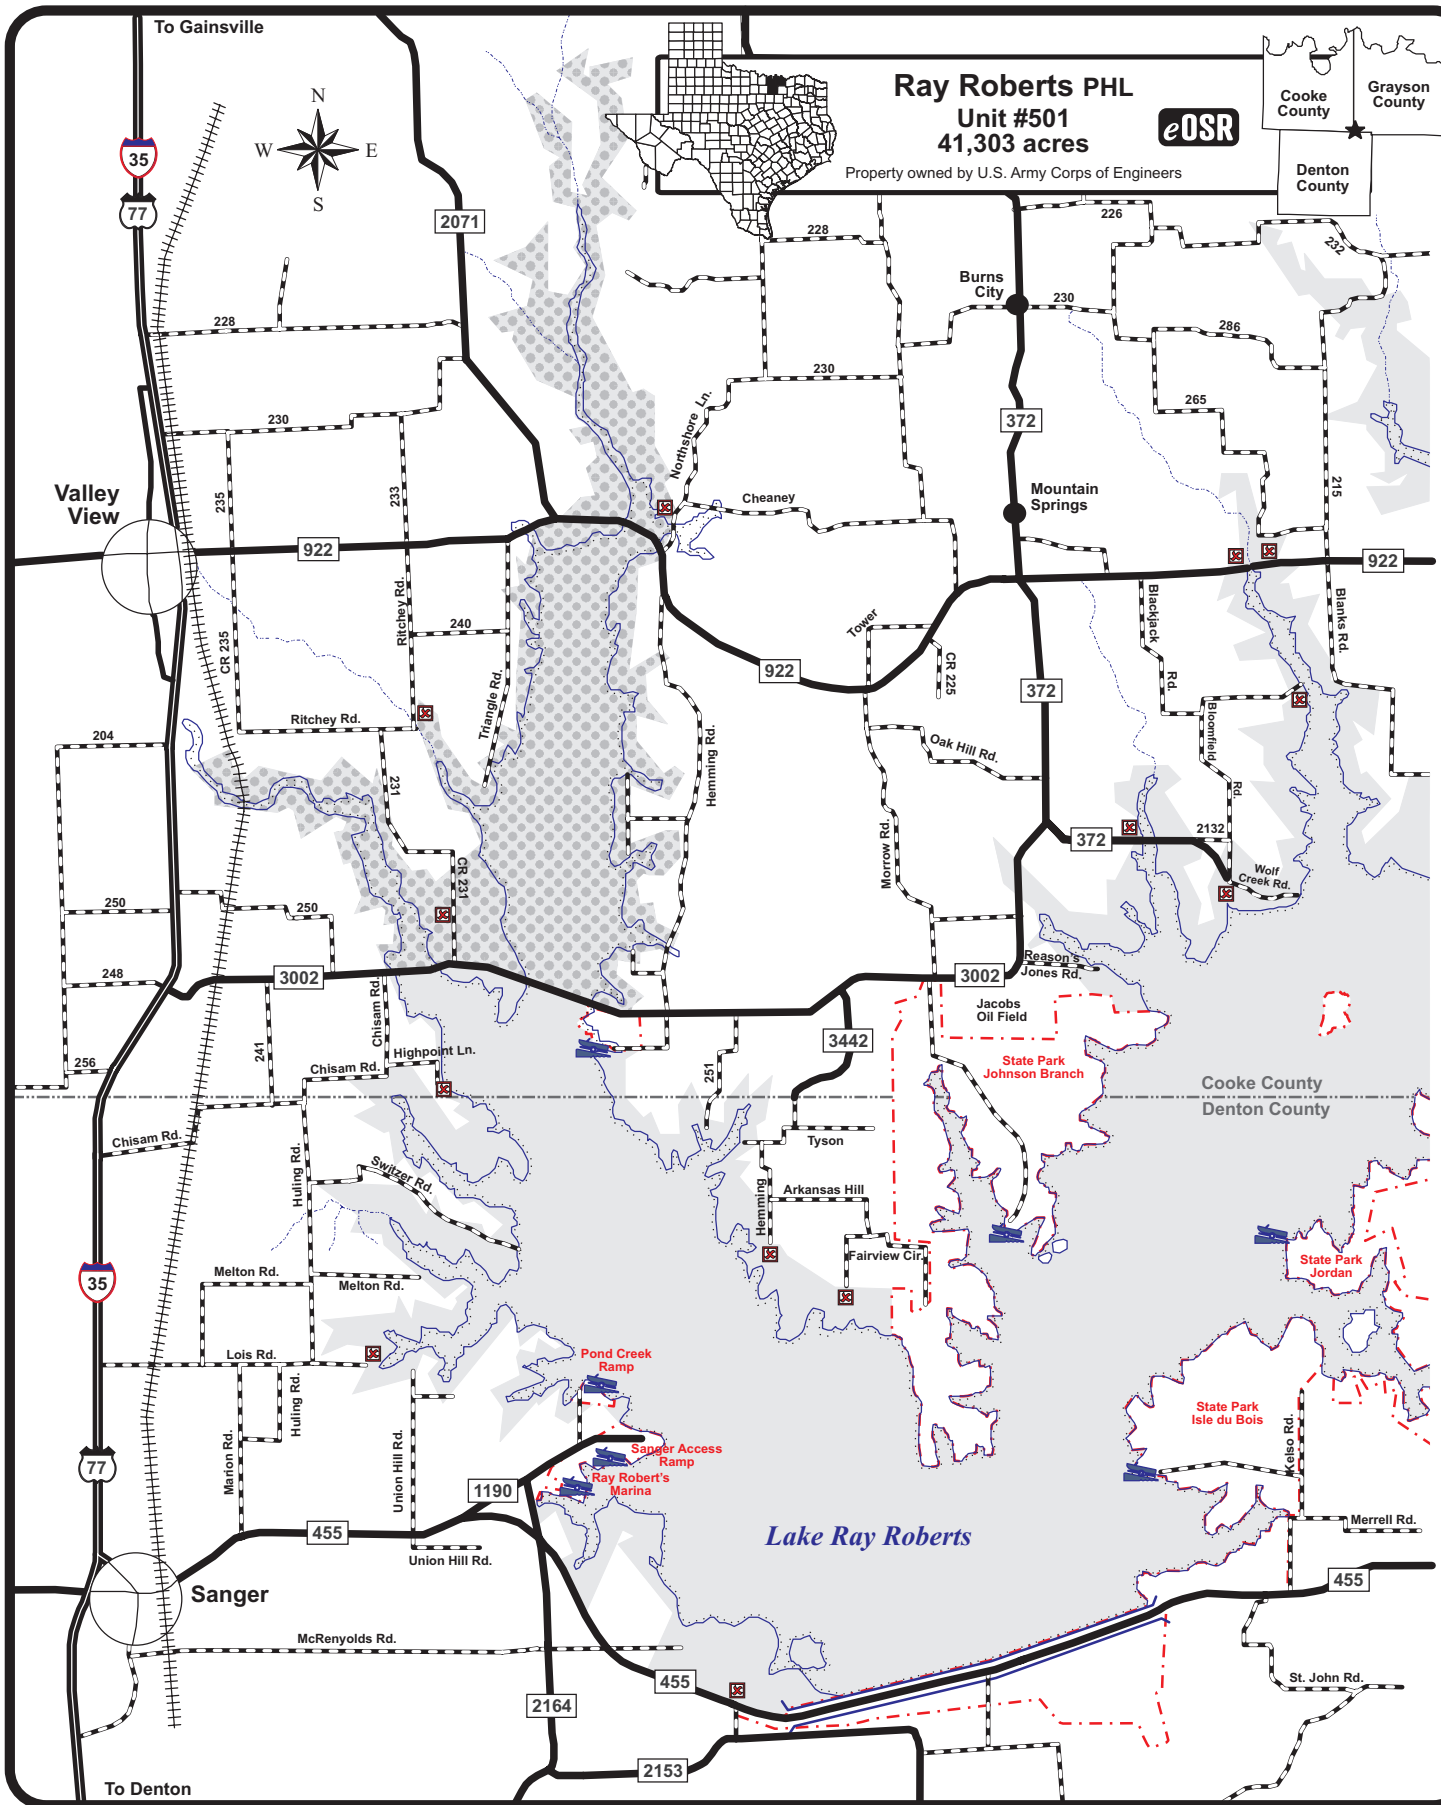 To Gainsville
Ray Roberts PHL
Unit #501
41,303 acres
Property owned by U.S. Army Corps of Engineers
eOSR
Cooke
County
Grayson
County
Denton
County
N
W
E
S
35
77
2071
228
226
232
Burns
City
230
228
286
230
265
372
230
Northshore Ln.
235
233
Valley
View
Cheaney
Mountain
Springs
215
922
922
Ritchey Rd.
240
CR 235
Tower
CR 225
Blackjack
Rd.
Blanks Rd.
922
372
Triangle Rd.
Ritchey Rd.
Bloomfield
Rd.
204
231
Hemming Rd.
Oak Hill Rd.
Morrow Rd.
372
2132
Wolf
Creek Rd.
CR 231
250
250
248
3002
3002
Reason's
Jones Rd.
Chisam Rd.
Jacobs
Oil Field
3442
241
256
Highpoint Ln.
Chisam Rd.
251
State Park
Johnson Branch
Cooke County
Denton County
Chisam Rd.
Tyson
Huling Rd.
Switzer Rd.
Hemming
Arkansas Hill
Fairview Cir.
35
Melton Rd.
Melton Rd.
State Park
Jordan
Lois Rd.
Pond Creek
Ramp
Huling Rd.
State Park
Isle du Bois
Marion Rd.
Union Hill Rd.
Sanger Access
Ramp
Kelso Rd.
77
1190
Ray Robert's
Marina
455
Lake Ray Roberts
Merrell Rd.
Union Hill Rd.
455
Sanger
McRenyolds Rd.
455
St. John Rd.
2164
2153
To Denton